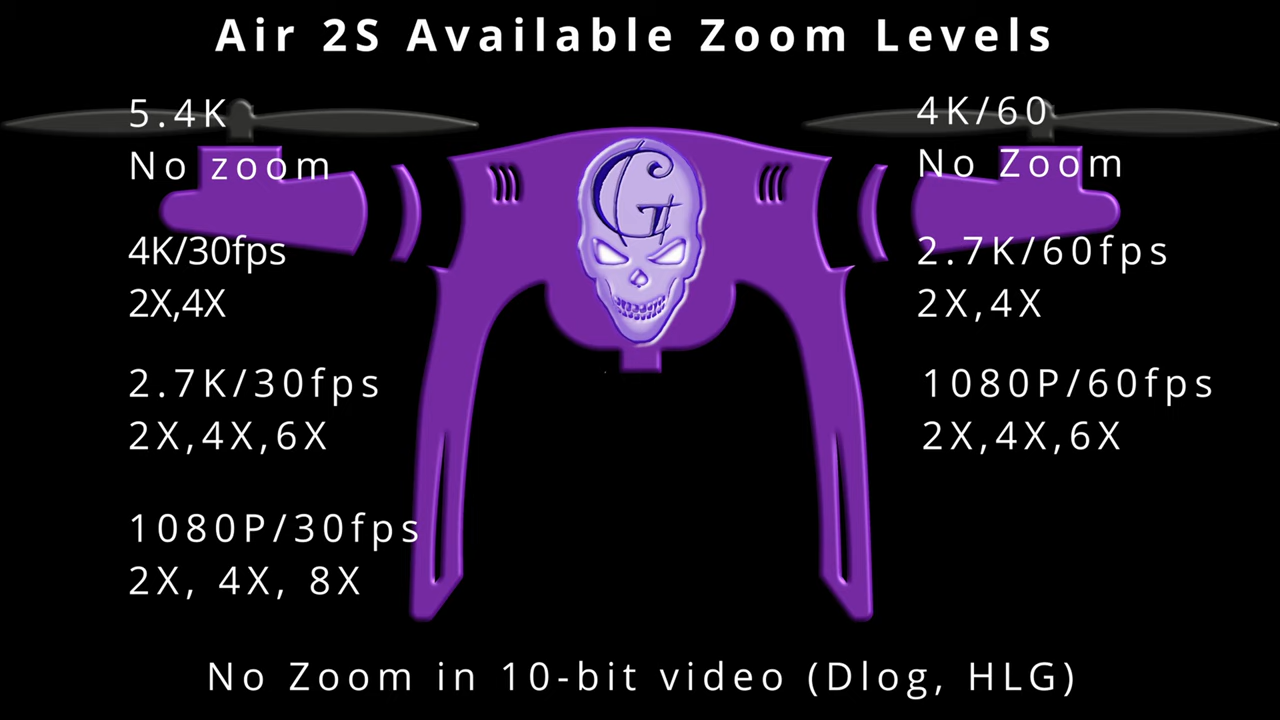 Air 2S Available Zoom Levels
5.4K
No zoom
4K/30fps
2X,4X
2.7K/30fps
2X,4X,6X
1080P/30fps
2X, 4X, 8X
4K/60
No Zoom
2.7K/60fps
2X,4X
1080P/60fps
2X,4X,6X
No Zoom in 10-bit video (Dlog, HLG)